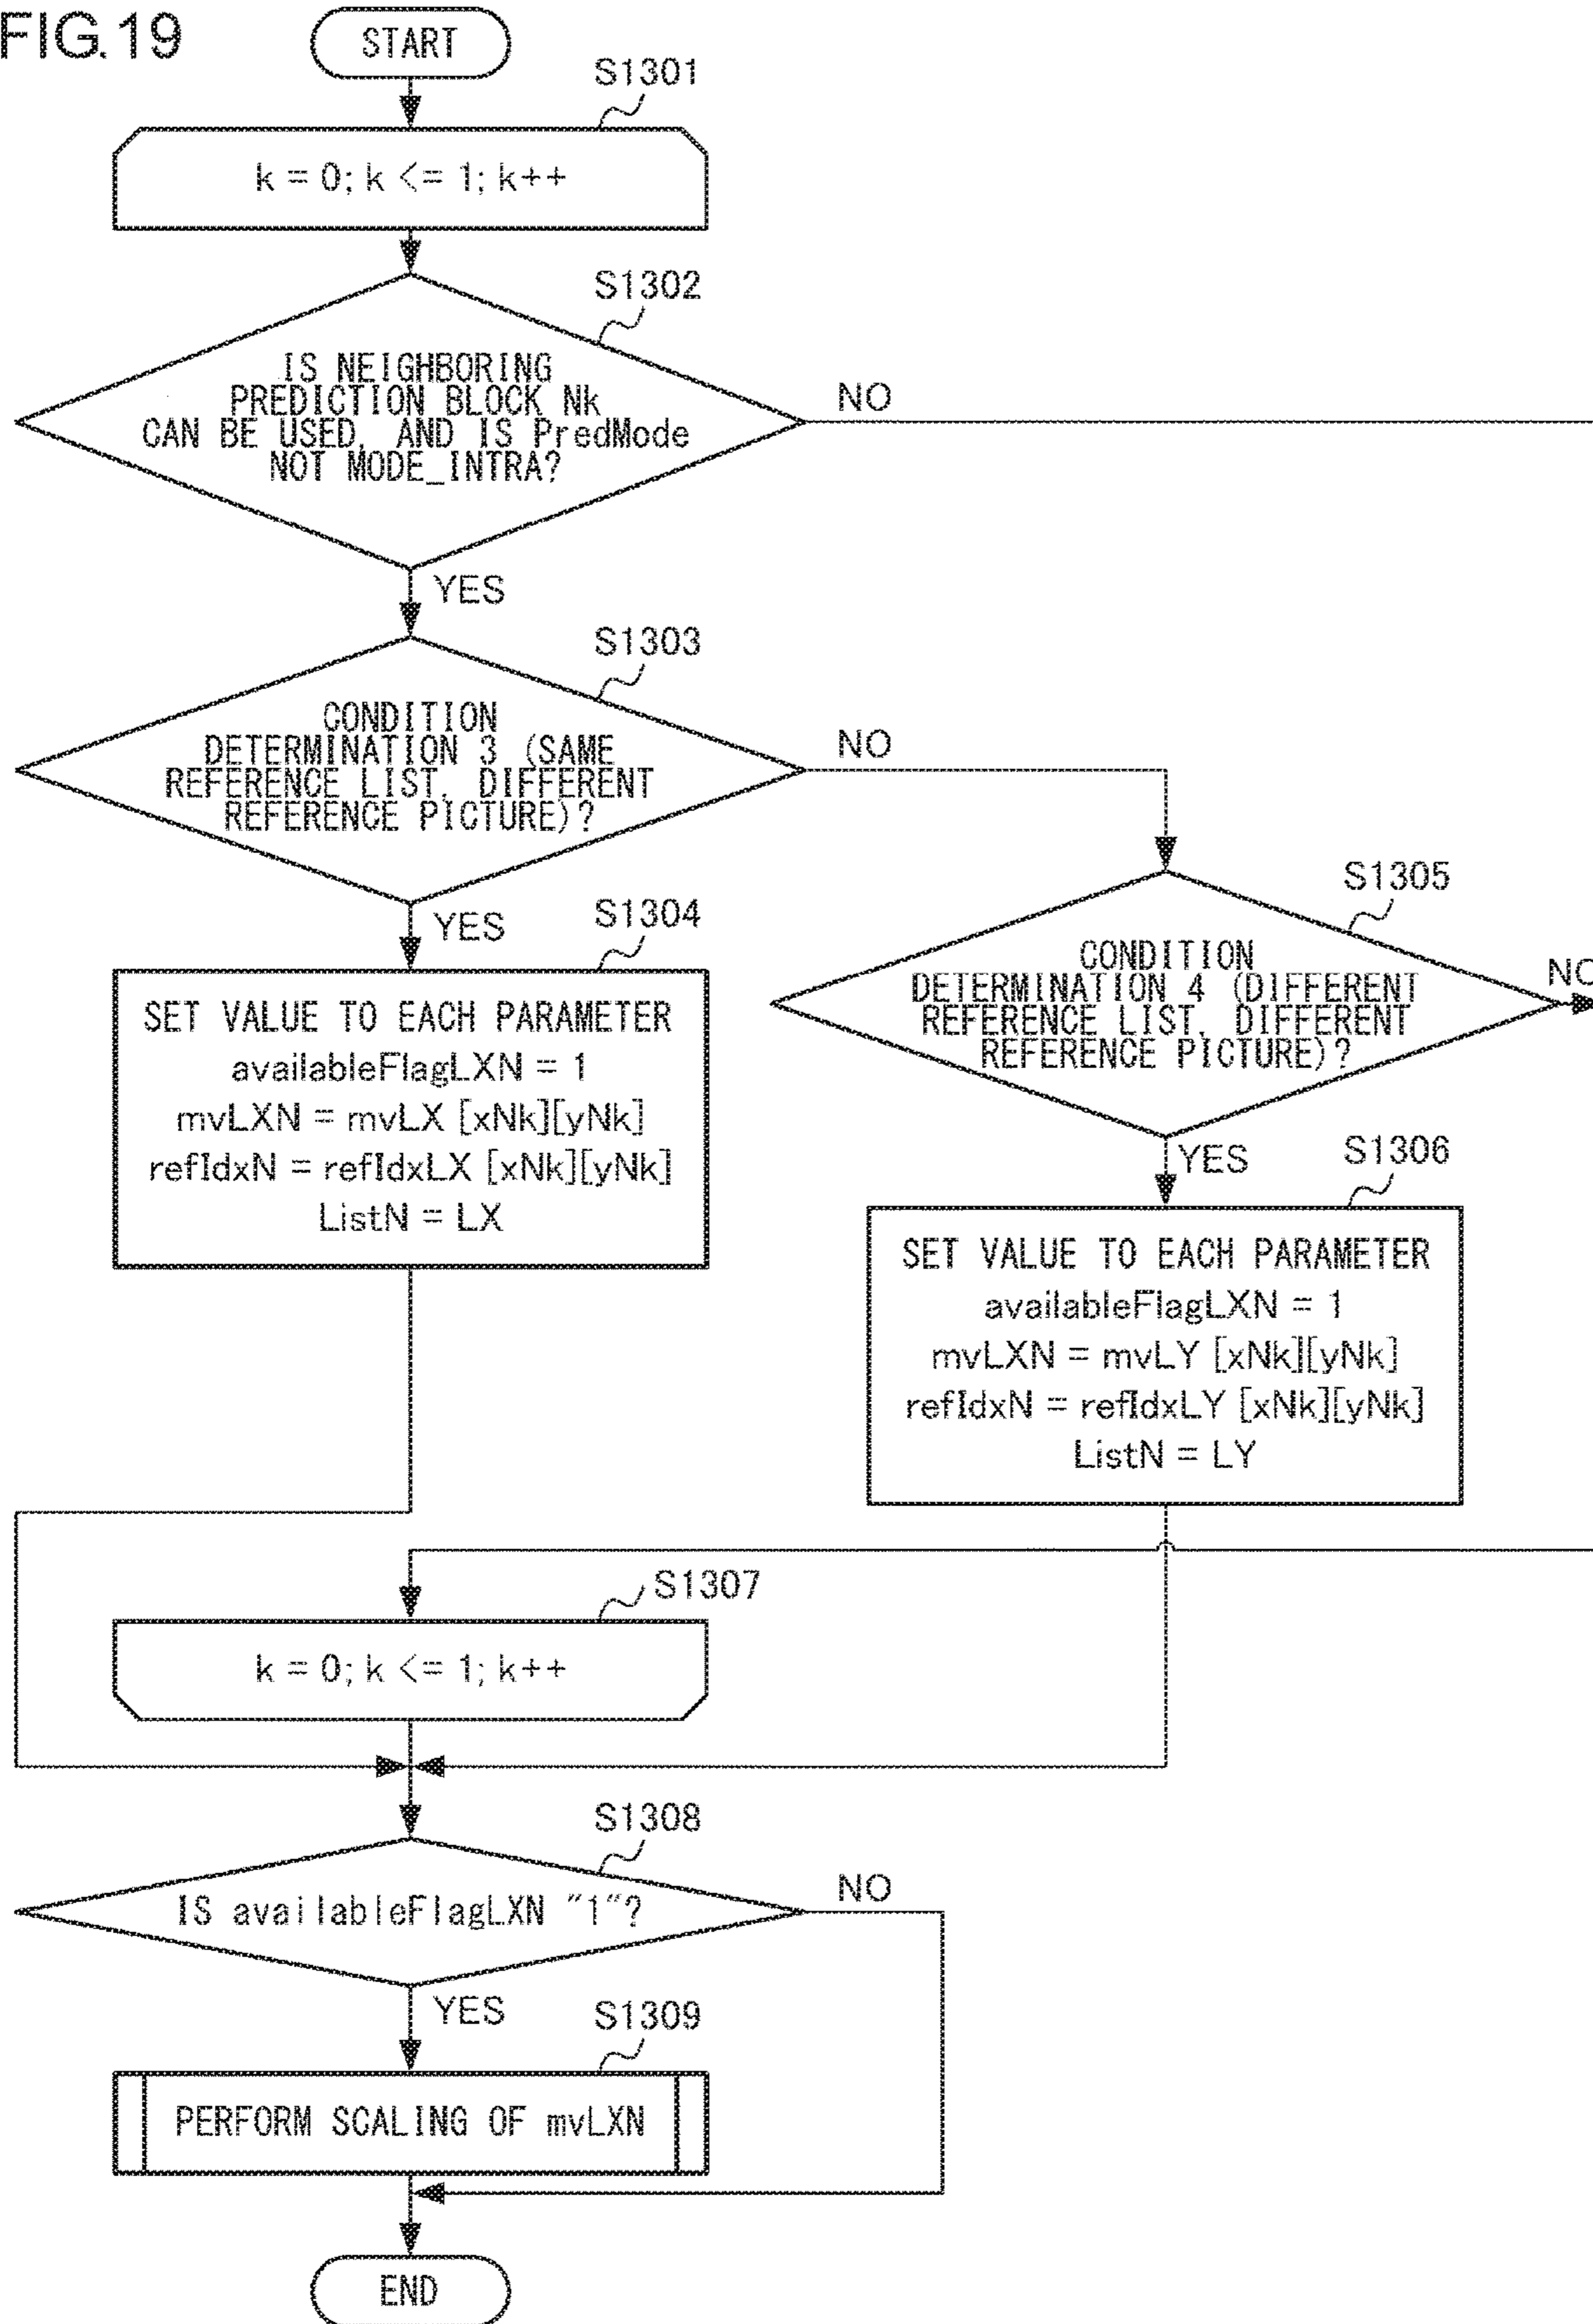 FIG.19
START
S1301
k = 0; k <= 1; k++
S1302
IS NEIGHBORING
PREDICTION BLOCK Nk
CAN BE USED, AND IS PredMode
NOT MODE_INTRA?
NO
YES
S1303
CONDITION
DETERMINATION 3 (SAME
REFERENCE LIST, DIFFERENT
REFERENCE PICTURE)?
NO
YES
S1304
SET VALUE TO EACH PARAMETER
availableFlagLXN = 1
mvLXN = mvLX [xNk][yNk]
refIdxN = refIdxLX [xNk][yNk]
ListN = LX
S1305
CONDITION
DETERMINATION 4 (DIFFERENT
REFERENCE LIST, DIFFERENT
REFERENCE PICTURE)?
NO
YES
S1306
SET VALUE TO EACH PARAMETER
availableFlagLXN = 1
mvLXN = mvLY [xNk][yNk]
refIdxN = refIdxLY [xNk][yNk]
ListN = LY
S1307
k = 0; k <= 1; k++
S1308
IS availableFlagLXN "1"?
NO
YES
S1309
PERFORM SCALING OF mvLXN
END